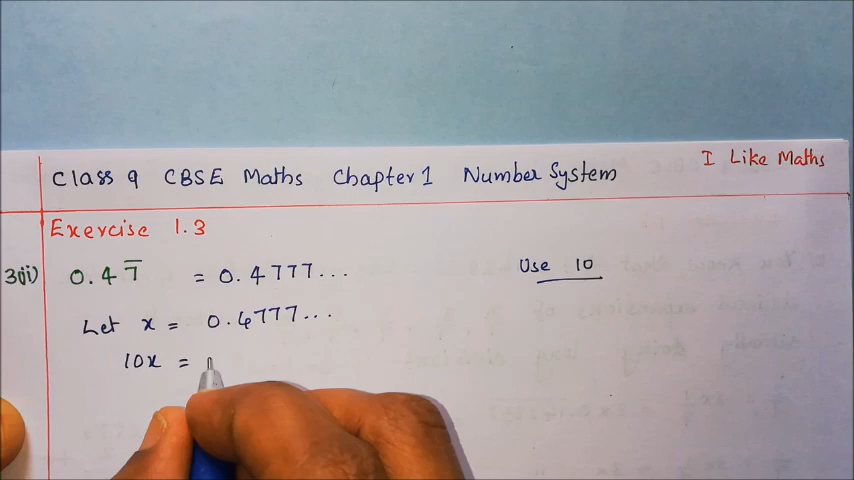 I Like Maths
Class 9 CBSE Maths Chapter 1 Number System
Exercise 1.3
3(ii) 0.47̅ = 0.4777... Use 10
Let x = 0.4777...
10x =